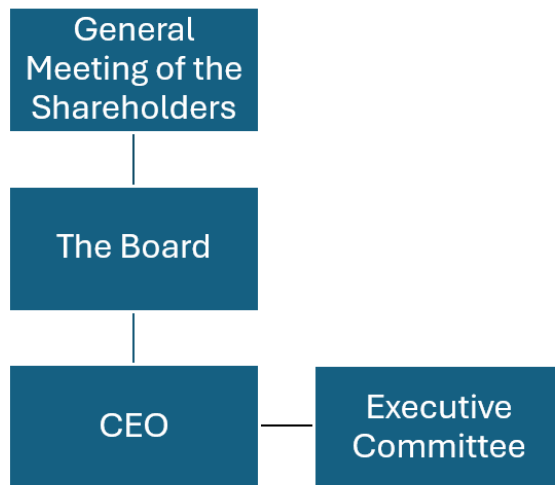 General
Meeting of the
Shareholders
The Board
CEO
Executive
Committee